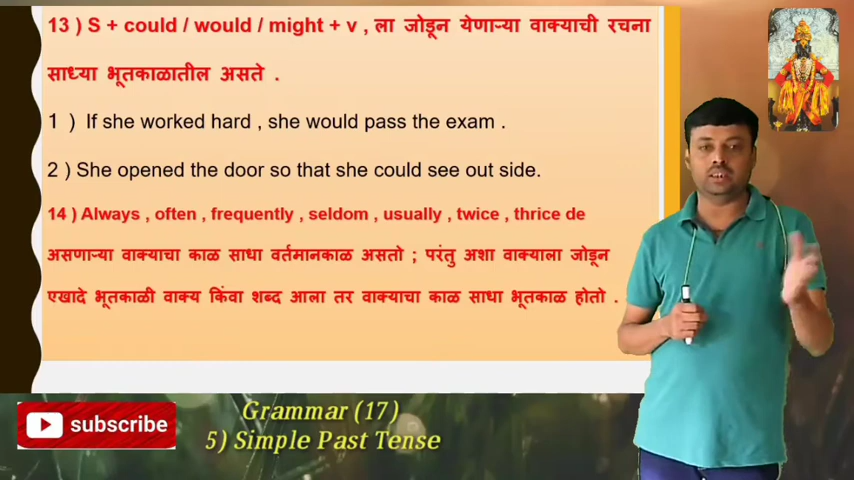 13 ) S + could / would / might + v , ला जोडून येणाऱ्या वाक्याची रचना
साध्या भूतकाळातील असते .
1 ) If she worked hard , she would pass the exam .
2 ) She opened the door so that she could see out side.
14 ) Always , often , frequently , seldom , usually , twice , thrice de
असणाऱ्या वाक्याचा काळ साधा वर्तमानकाळ असतो ; परंतु अशा वाक्याला जोडून
एखादे भूतकाळी वाक्य किंवा शब्द आला तर वाक्याचा काळ साधा भूतकाळ होतो .
subscribe
Grammar (17)
5) Simple Past Tense